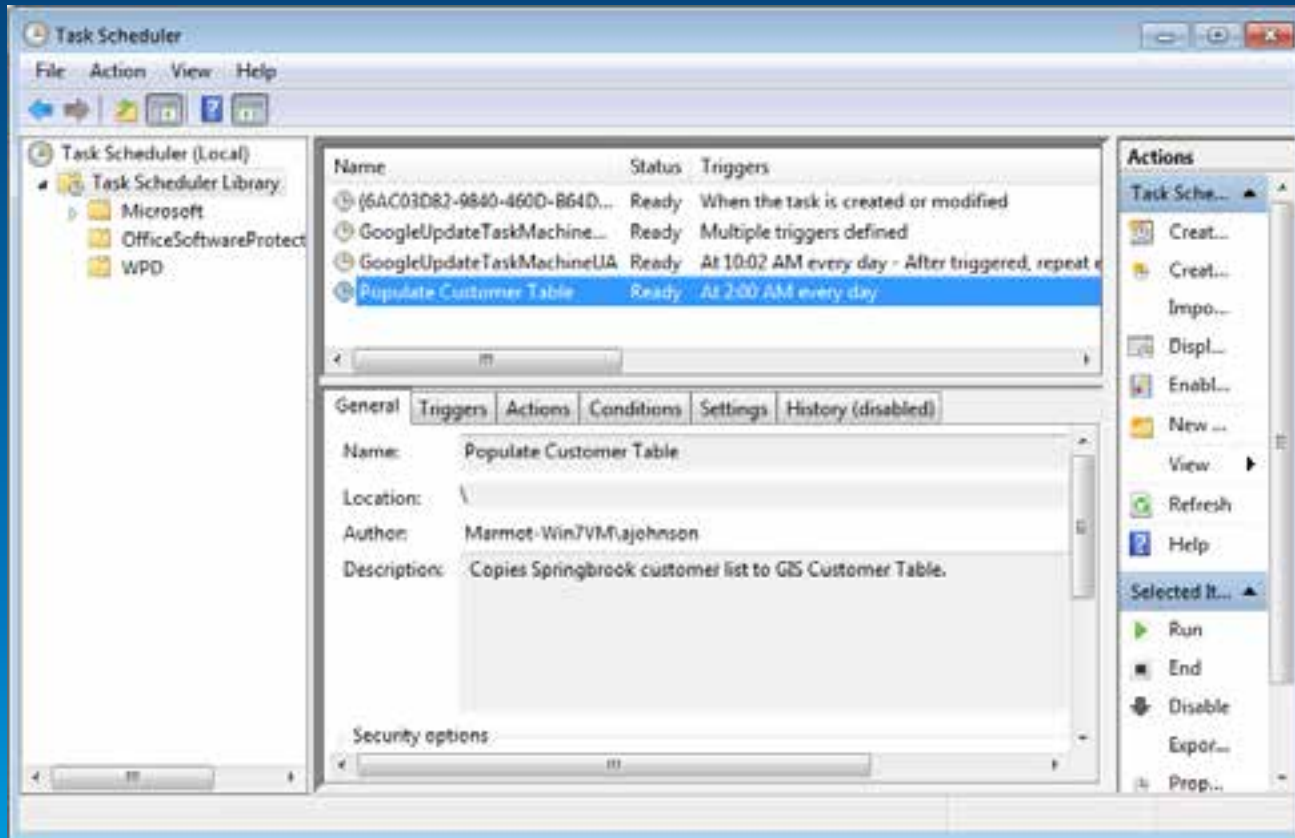 Task Scheduler
File Action View Help
Task Scheduler (Local)
Task Scheduler Library
Microsoft
OfficeSoftwareProtect
WPD
Name Status Triggers
{6AC03D82-9840-460D-B64D... Ready When the task is created or modified
GoogleUpdateTaskMachine... Ready Multiple triggers defined
GoogleUpdateTaskMachineUA Ready At 10:02 AM every day - After triggered, repeat e
Populate Customer Table Ready At 2:00 AM every day
General Triggers Actions Conditions Settings History (disabled)
Name: Populate Customer Table
Location: \
Author: Marmot-Win7VM\ajohnson
Description: Copies Springbrook customer list to GIS Customer Table.
Security options
Actions
Task Sche...
Creat...
Creat...
Impo...
Displ...
Enabl...
New ...
View
Refresh
Help
Selected It...
Run
End
Disable
Expor...
Prop...